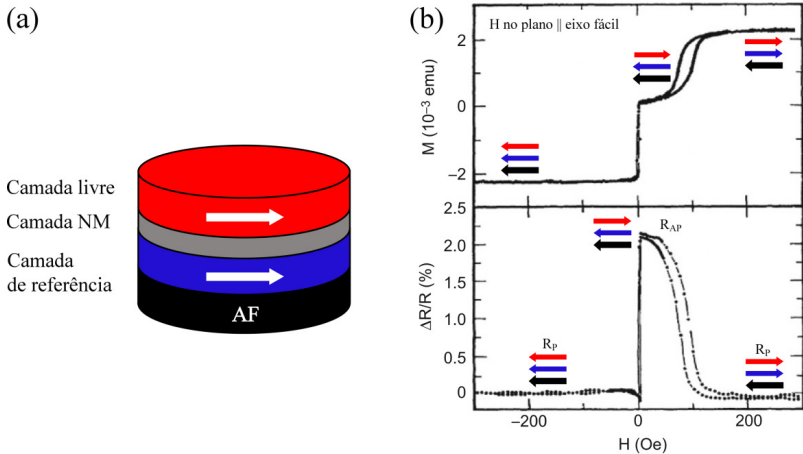 (a)
Camada livre
Camada NM
Camada
de referência
AF
(b)
H no plano || eixo fácil
M (10⁻³ emu)
2
0
−2
ΔR/R (%)
2.5
2.0
1.5
1.0
0.5
0
R_AP
R_P
R_P
−200
0
200
H (Oe)